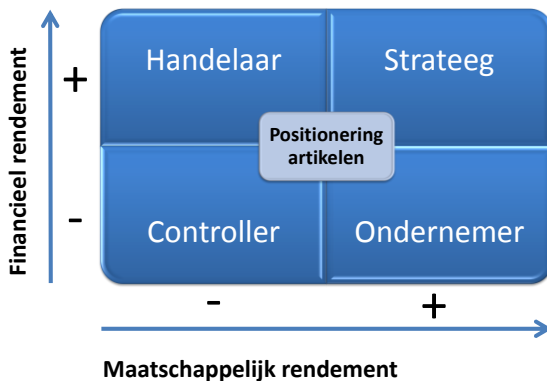 Financieel rendement
+
-
Handelaar
Strateeg
Positionering
artikelen
Controller
Ondernemer
-
+
Maatschappelijk rendement